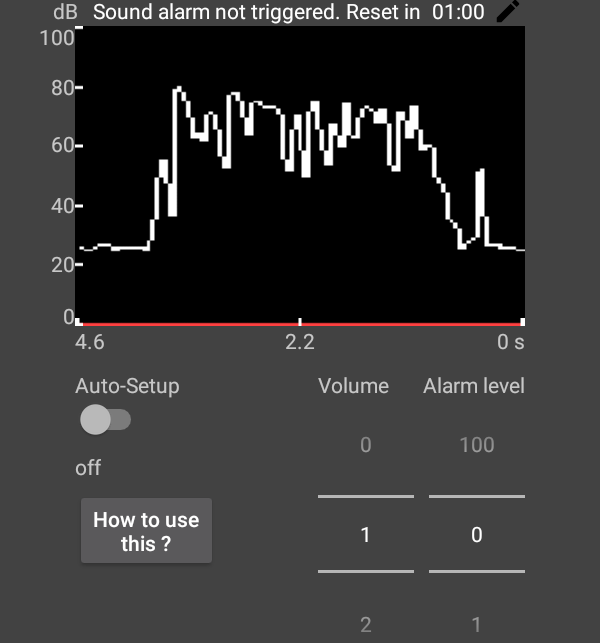 dB Sound alarm not triggered. Reset in 01:00
100
80
60
40
20
0
4.6 2.2 0 s
Auto-Setup Volume Alarm level
0 100
off
How to use
this ?
1 0
2 1